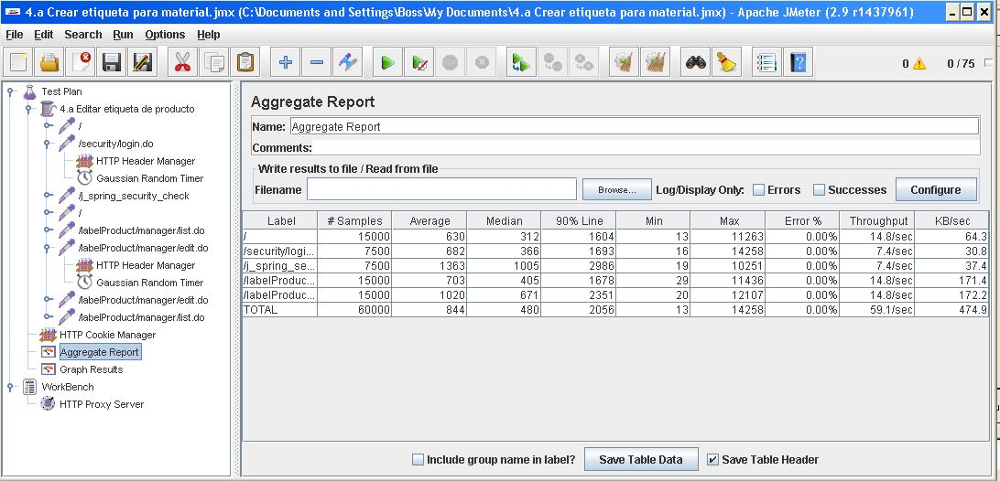 4.a Crear etiqueta para material.jmx (C:\Documents and Settings\Boss\My Documents\4.a Crear etiqueta para material.jmx) - Apache JMeter (2.9 r1437961)
File Edit Search Run Options Help
0 0 / 75
Test Plan
4.a Editar etiqueta de producto
/
/security/login.do
HTTP Header Manager
Gaussian Random Timer
/j_spring_security_check
/
/labelProduct/manager/list.do
/labelProduct/manager/edit.do
HTTP Header Manager
Gaussian Random Timer
/labelProduct/manager/edit.do
/labelProduct/manager/list.do
HTTP Cookie Manager
Aggregate Report
Graph Results
WorkBench
HTTP Proxy Server
Aggregate Report
Name: Aggregate Report
Comments:
Write results to file / Read from file
Filename Browse... Log/Display Only: Errors Successes Configure
Label # Samples Average Median 90% Line Min Max Error % Throughput KB/sec
/ 15000 630 312 1604 13 11263 0.00% 14.8/sec 64.3
/security/logi... 7500 682 366 1693 16 14258 0.00% 7.4/sec 30.8
/j_spring_se... 7500 1363 1005 2986 19 10251 0.00% 7.4/sec 37.4
/labelProduc... 15000 703 405 1678 29 11436 0.00% 14.8/sec 171.4
/labelProduc... 15000 1020 671 2351 20 12107 0.00% 14.8/sec 172.2
TOTAL 60000 844 480 2056 13 14258 0.00% 59.1/sec 474.9
Include group name in label? Save Table Data Save Table Header